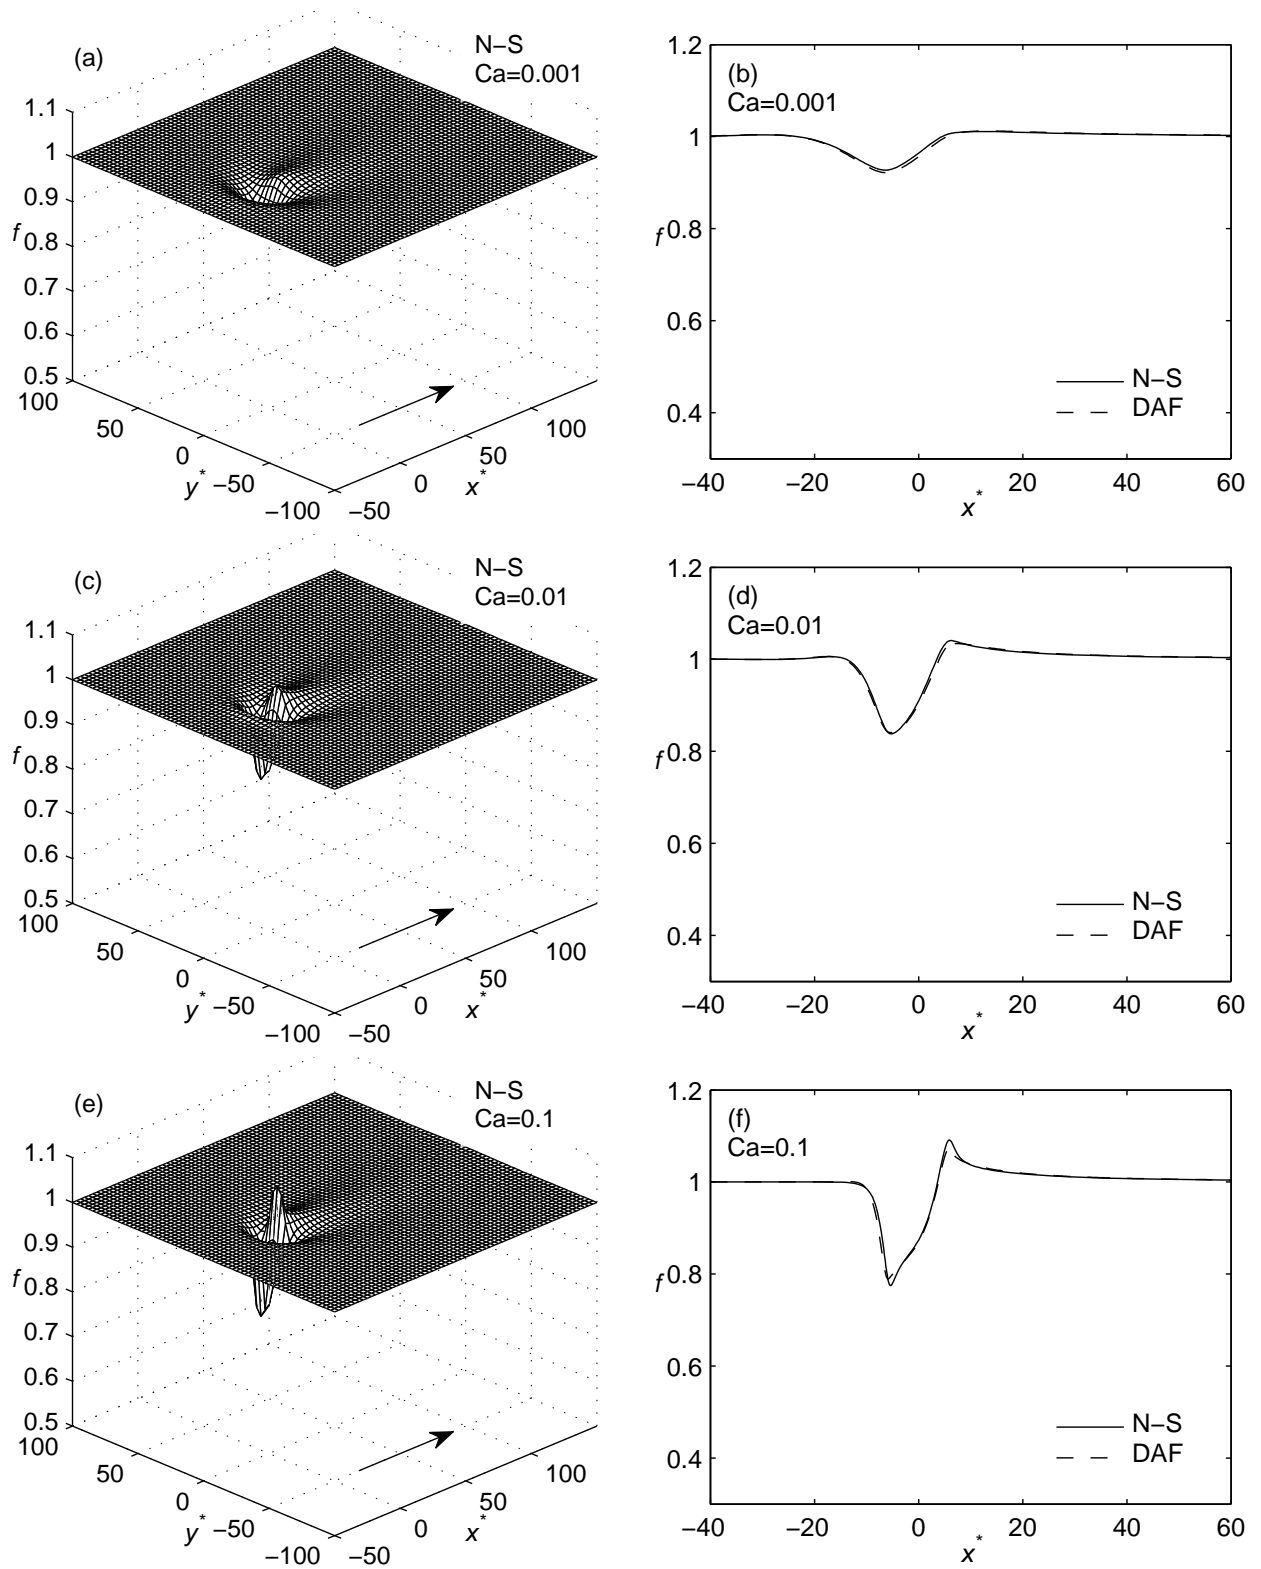 (a)
N−S
Ca=0.001
1.1
1
0.9
f
0.8
0.7
0.6
0.5
100
50
0
y*
−50
−100
−50
0
x*
50
100
(b)
Ca=0.001
1.2
1
f
0.8
0.6
0.4
N−S
DAF
−40
−20
0
x*
20
40
60
(c)
N−S
Ca=0.01
1.1
1
0.9
f
0.8
0.7
0.6
0.5
100
50
0
y*
−50
−100
−50
0
x*
50
100
(d)
Ca=0.01
1.2
1
f
0.8
0.6
0.4
N−S
DAF
−40
−20
0
x*
20
40
60
(e)
N−S
Ca=0.1
1.1
1
0.9
f
0.8
0.7
0.6
0.5
100
50
0
y*
−50
−100
−50
0
x*
50
100
(f)
Ca=0.1
1.2
1
f
0.8
0.6
0.4
N−S
DAF
−40
−20
0
x*
20
40
60